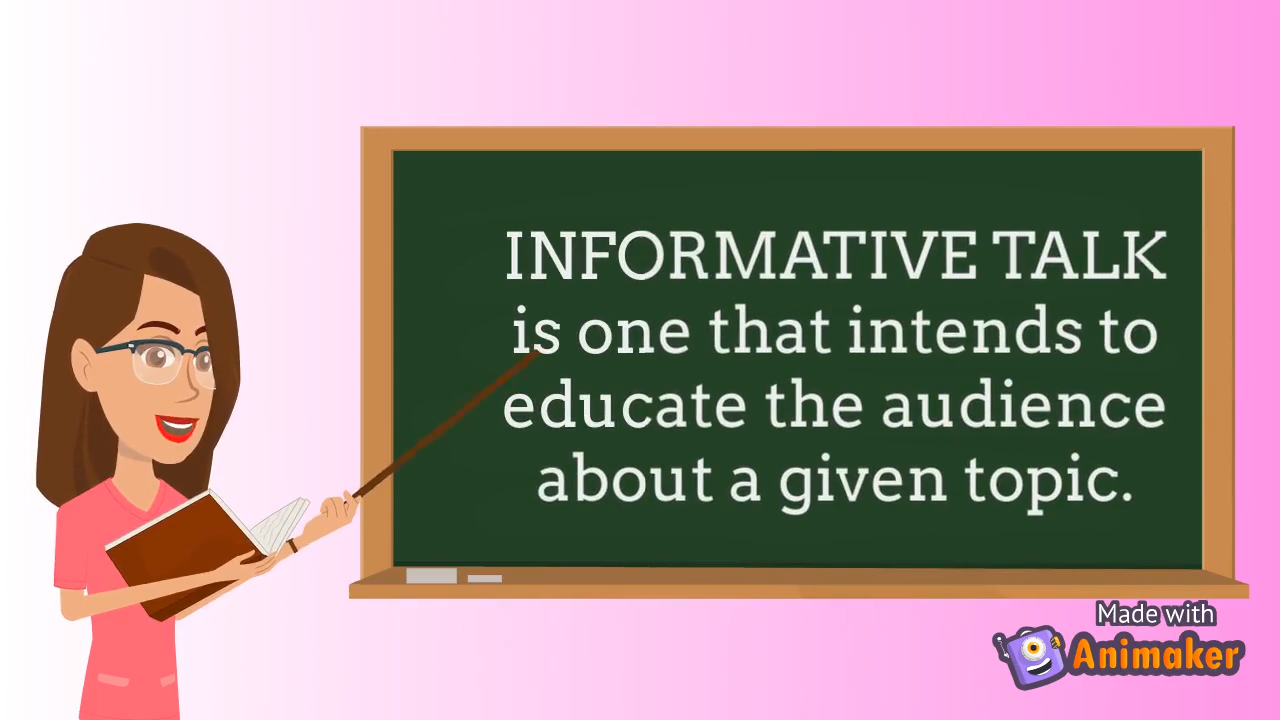 INFORMATIVE TALK
is one that intends to
educate the audience
about a given topic.
Made with
Animaker